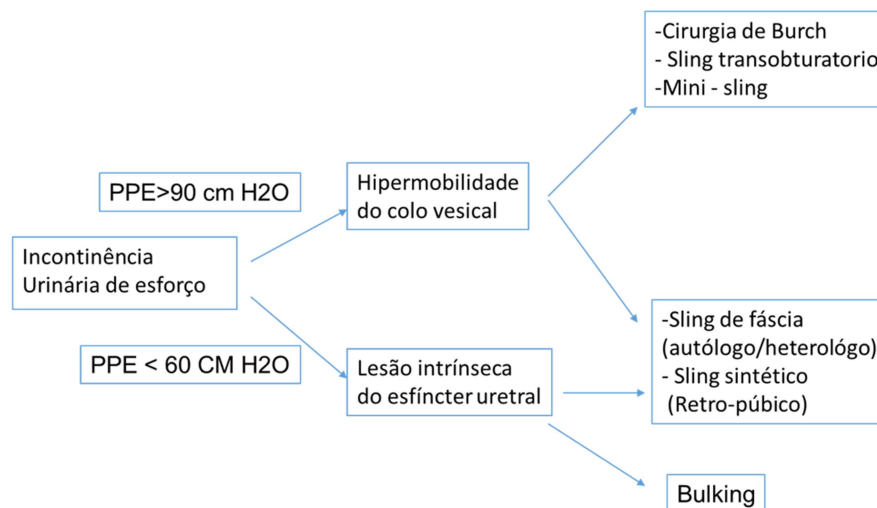 -Cirurgia de Burch
- Sling transobturatorio
-Mini - sling
PPE>90 cm H2O
Hipermobilidade
do colo vesical
Incontinência
Urinária de esforço
PPE < 60 CM H2O
Lesão intrínseca
do esfíncter uretral
-Sling de fáscia
(autólogo/heterológo)
- Sling sintético
(Retro-púbico)
Bulking